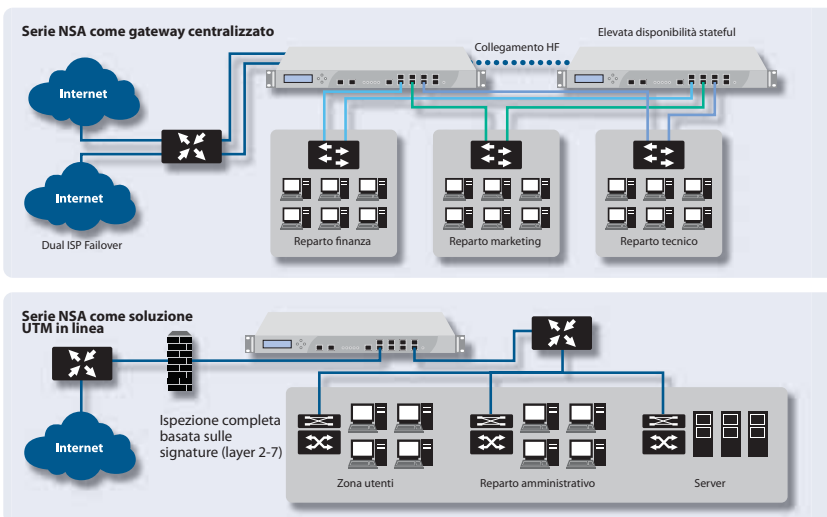 Serie NSA come gateway centralizzato
Elevata disponibilità stateful
Collegamento HF
Internet
Internet
Dual ISP Failover
Reparto finanza
Reparto marketing
Reparto tecnico
Serie NSA come soluzione
UTM in linea
Ispezione completa
basata sulle
signature (layer 2-7)
Internet
Zona utenti
Reparto amministrativo
Server